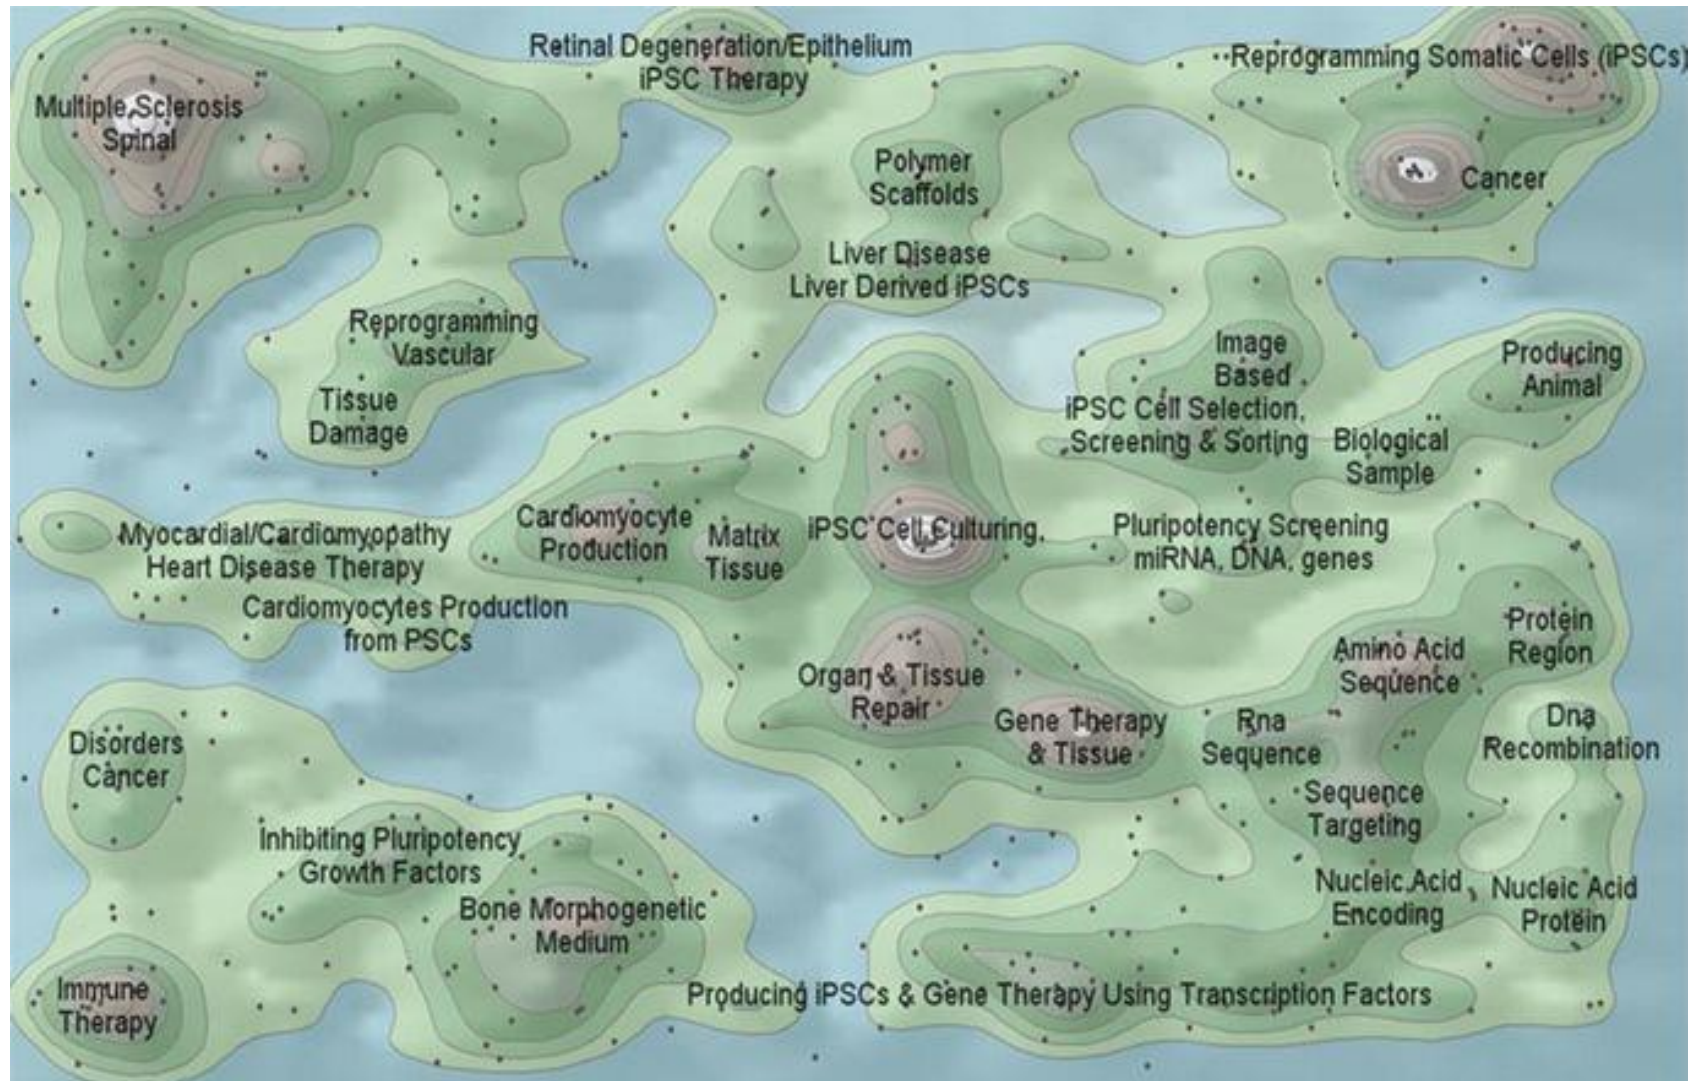 Retinal Degeneration/Epithelium
iPSC Therapy
Reprogramming Somatic Cells (iPSCs)
Multiple Sclerosis
Spinal
Polymer
Scaffolds
Cancer
Liver Disease
Liver Derived iPSCs
Reprogramming
Vascular
Tissue
Damage
Image
Based
iPSC Cell Selection,
Screening & Sorting
Producing
Animal
Biological
Sample
Myocardial/Cardiomyopathy
Heart Disease Therapy
Cardiomyocyte
Production
Matrix
Tissue
iPSC Cell Culturing,
Pluripotency Screening
miRNA, DNA, genes
Cardiomyocytes Production
from PSCs
Organ & Tissue
Repair
Gene Therapy
& Tissue
Rna
Sequence
Amino Acid
Sequence
Protein
Region
Dna
Recombination
Disorders
Cancer
Sequence
Targeting
Inhibiting Pluripotency
Growth Factors
Bone Morphogenetic
Medium
Nucleic Acid
Encoding
Nucleic Acid
Protein
Immune
Therapy
Producing iPSCs & Gene Therapy Using Transcription Factors